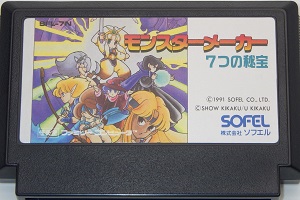 モンスターメーカー
7つの秘宝
©1991 SOFEL CO., LTD.
©SHOW KIKAKU/U KIKAKU
SOFEL
株式会社 ソフエル